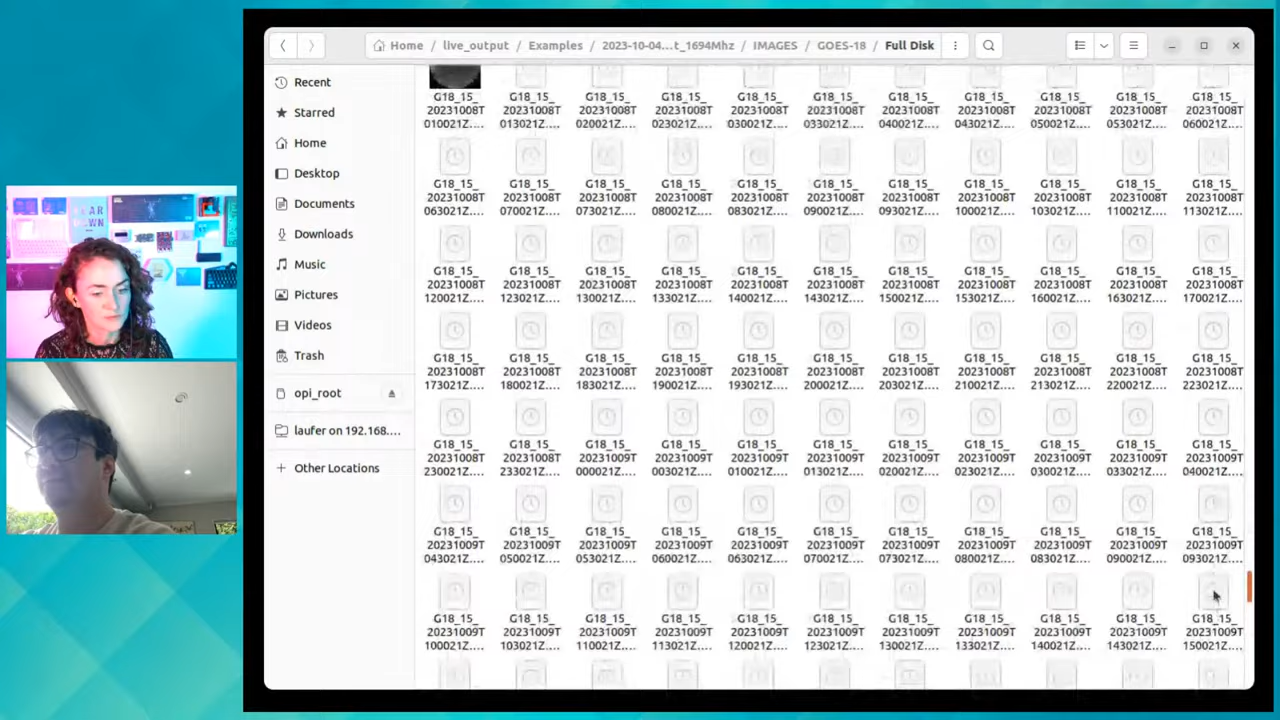 Home / live_output / Examples / 2023-10-04...t_1694Mhz / IMAGES / GOES-18 / Full Disk
Recent
Starred
Home
Desktop
Documents
Downloads
Music
Pictures
Videos
Trash
opi_root
laufer on 192.168....
+ Other Locations
G18_15_ G18_15_ G18_15_ G18_15_ G18_15_ G18_15_ G18_15_ G18_15_ G18_15_ G18_15_ G18_15_
20231008T 20231008T 20231008T 20231008T 20231008T 20231008T 20231008T 20231008T 20231008T 20231008T 20231008T
010021Z.... 013021Z.... 020021Z.... 023021Z.... 030021Z.... 033021Z.... 040021Z.... 043021Z.... 050021Z.... 053021Z.... 060021Z....
G18_15_ G18_15_ G18_15_ G18_15_ G18_15_ G18_15_ G18_15_ G18_15_ G18_15_ G18_15_ G18_15_
20231008T 20231008T 20231008T 20231008T 20231008T 20231008T 20231008T 20231008T 20231008T 20231008T 20231008T
063021Z.... 070021Z.... 073021Z.... 080021Z.... 083021Z.... 090021Z.... 093021Z.... 100021Z.... 103021Z.... 110021Z.... 113021Z....
G18_15_ G18_15_ G18_15_ G18_15_ G18_15_ G18_15_ G18_15_ G18_15_ G18_15_ G18_15_ G18_15_
20231008T 20231008T 20231008T 20231008T 20231008T 20231008T 20231008T 20231008T 20231008T 20231008T 20231008T
120021Z.... 123021Z.... 130021Z.... 133021Z.... 140021Z.... 143021Z.... 150021Z.... 153021Z.... 160021Z.... 163021Z.... 170021Z....
G18_15_ G18_15_ G18_15_ G18_15_ G18_15_ G18_15_ G18_15_ G18_15_ G18_15_ G18_15_ G18_15_
20231008T 20231008T 20231008T 20231008T 20231008T 20231008T 20231008T 20231008T 20231008T 20231008T 20231008T
173021Z.... 180021Z.... 183021Z.... 190021Z.... 193021Z.... 200021Z.... 203021Z.... 210021Z.... 213021Z.... 220021Z.... 223021Z....
G18_15_ G18_15_ G18_15_ G18_15_ G18_15_ G18_15_ G18_15_ G18_15_ G18_15_ G18_15_ G18_15_
20231008T 20231008T 20231009T 20231009T 20231009T 20231009T 20231009T 20231009T 20231009T 20231009T 20231009T
230021Z.... 233021Z.... 000021Z.... 003021Z.... 010021Z.... 013021Z.... 020021Z.... 023021Z.... 030021Z.... 033021Z.... 040021Z....
G18_15_ G18_15_ G18_15_ G18_15_ G18_15_ G18_15_ G18_15_ G18_15_ G18_15_ G18_15_ G18_15_
20231009T 20231009T 20231009T 20231009T 20231009T 20231009T 20231009T 20231009T 20231009T 20231009T 20231009T
043021Z.... 050021Z.... 053021Z.... 060021Z.... 063021Z.... 070021Z.... 073021Z.... 080021Z.... 083021Z.... 090021Z.... 093021Z....
G18_15_ G18_15_ G18_15_ G18_15_ G18_15_ G18_15_ G18_15_ G18_15_ G18_15_ G18_15_ G18_15_
20231009T 20231009T 20231009T 20231009T 20231009T 20231009T 20231009T 20231009T 20231009T 20231009T 20231009T
100021Z.... 103021Z.... 110021Z.... 113021Z.... 120021Z.... 123021Z.... 130021Z.... 133021Z.... 140021Z.... 143021Z.... 150021Z....